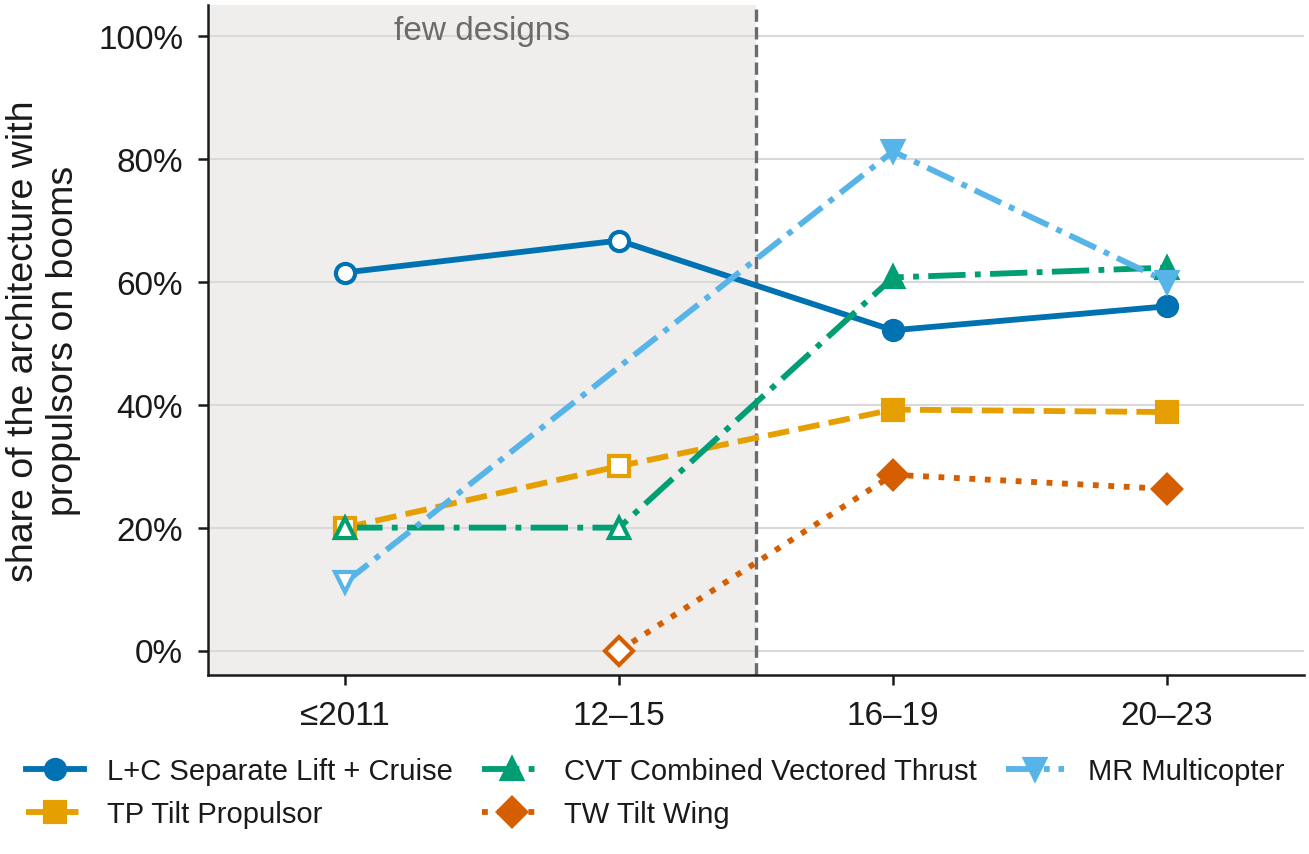 few designs
100%
80%
60%
40%
20%
0%
share of the architecture with
propulsors on booms
≤2011
12–15
16–19
20–23
L+C Separate Lift + Cruise
CVT Combined Vectored Thrust
MR Multicopter
TP Tilt Propulsor
TW Tilt Wing